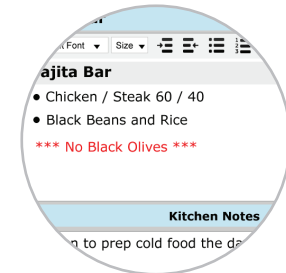 Font Size
ajita Bar
• Chicken / Steak 60 / 40
• Black Beans and Rice
*** No Black Olives ***
Kitchen Notes
to prep cold food the